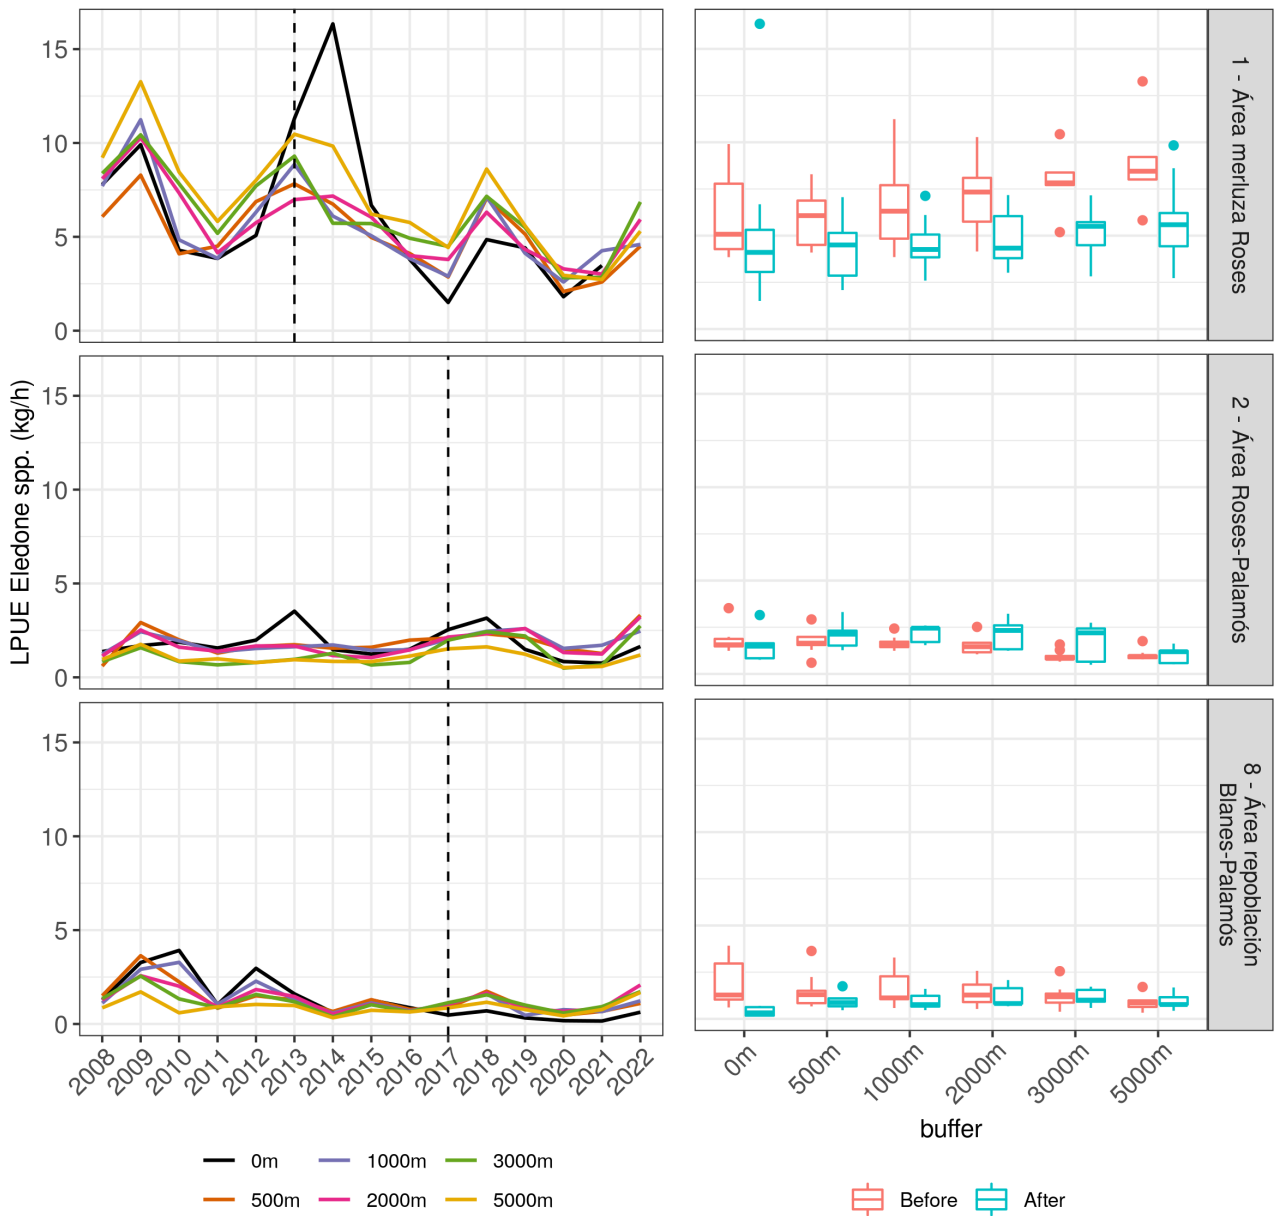 LPUE Eledone spp. (kg/h)
15
10
5
0
1 - Área merluza Roses
15
10
5
0
2 - Área Roses-Palamós
15
10
5
0
8 - Área repoblación
Blanes-Palamós
2008 2009 2010 2011 2012 2013 2014 2015 2016 2017 2018 2019 2020 2021 2022
0m 500m 1000m 2000m 3000m 5000m
buffer
0m 1000m 3000m
500m 2000m 5000m
Before After